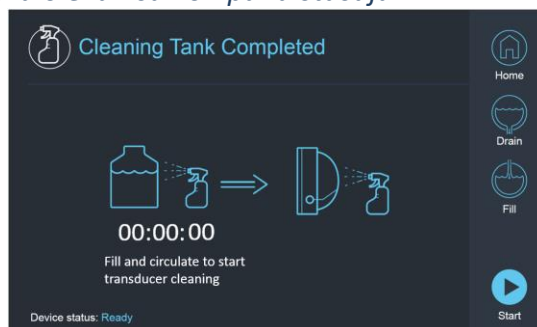 Cleaning Tank Completed
Home
Drain
Fill
00:00:00
Fill and circulate to start
transducer cleaning
Device status: Ready
Start